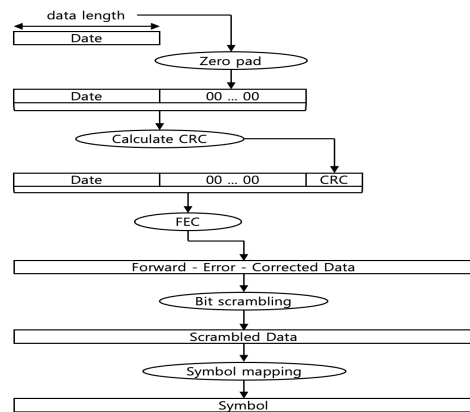 data length
Date
Zero pad
Date 00 ... 00
Calculate CRC
Date 00 ... 00 CRC
FEC
Forward - Error - Corrected Data
Bit scrambling
Scrambled Data
Symbol mapping
Symbol